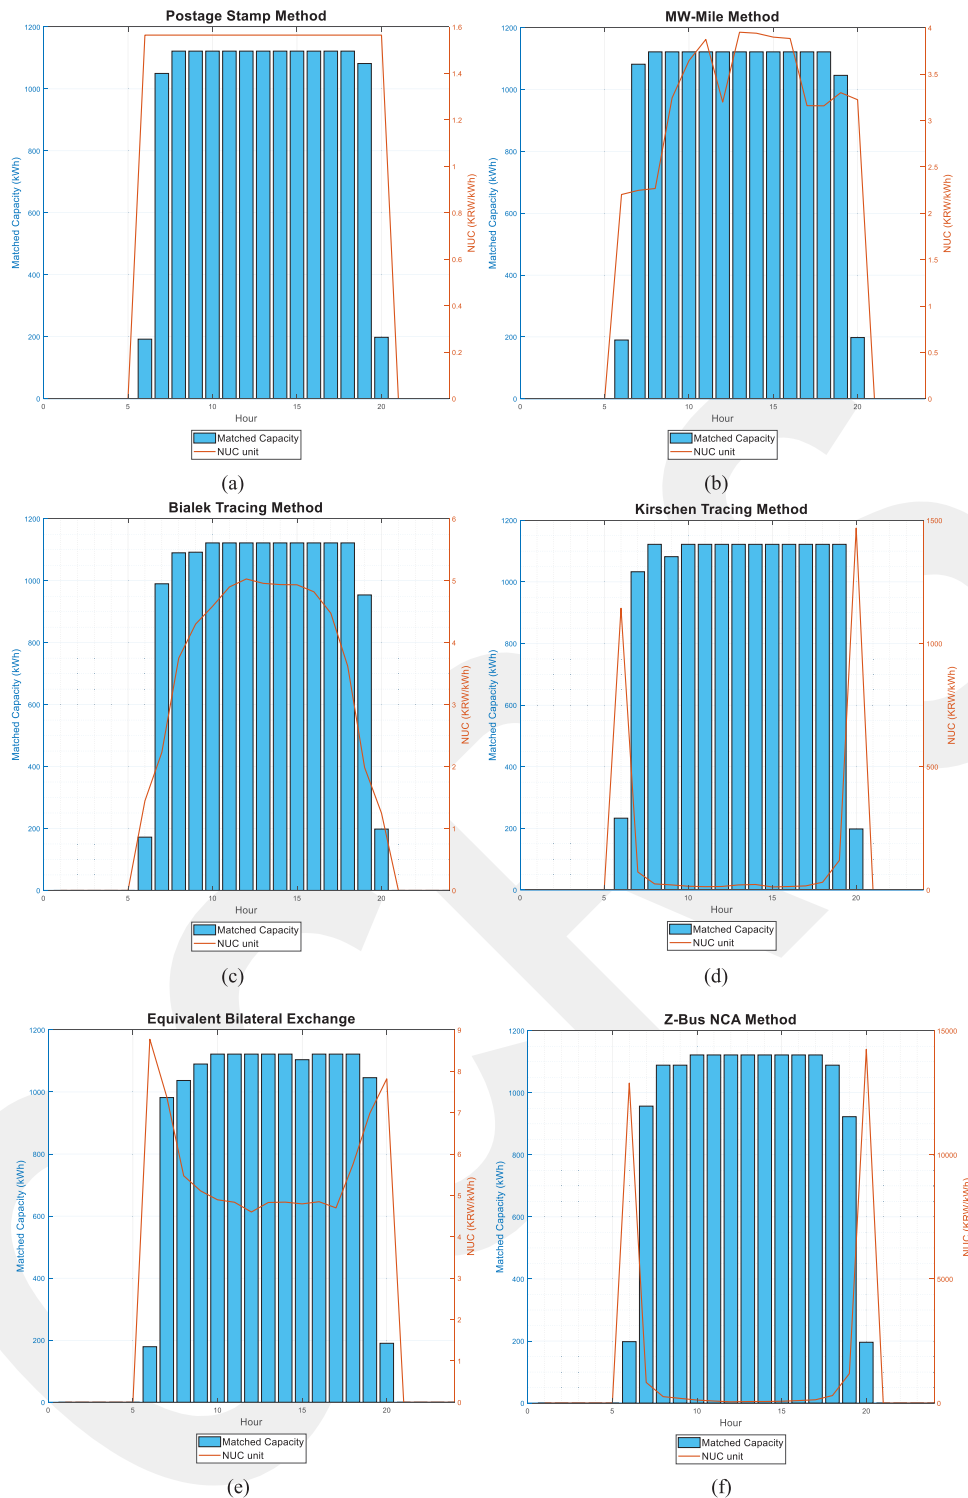 Postage Stamp Method
1200
1000
800
600
400
200
0
1.6
1.4
1.2
1
0.8
0.6
0.4
0.2
0
0
5
10
15
20
Matched Capacity (kWh)
NUC (KRW/kWh)
Hour
Matched Capacity
NUC unit
(a)
MW-Mile Method
1200
1000
800
600
400
200
0
4
3.5
3
2.5
2
1.5
1
0.5
0
0
5
10
15
20
Matched Capacity (kWh)
NUC (KRW/kWh)
Hour
Matched Capacity
NUC unit
(b)
Bialek Tracing Method
1200
1000
800
600
400
200
0
6
5
4
3
2
1
0
0
5
10
15
20
Matched Capacity (kWh)
NUC (KRW/kWh)
Hour
Matched Capacity
NUC unit
(c)
Kirschen Tracing Method
1200
1000
800
600
400
200
0
1500
1000
500
0
0
5
10
15
20
Matched Capacity (kWh)
NUC (KRW/kWh)
Hour
Matched Capacity
NUC unit
(d)
Equivalent Bilateral Exchange
1200
1000
800
600
400
200
0
9
8
7
6
5
4
3
2
1
0
0
5
10
15
20
Matched Capacity (kWh)
NUC (KRW/kWh)
Hour
Matched Capacity
NUC unit
(e)
Z-Bus NCA Method
1200
1000
800
600
400
200
0
15000
10000
5000
0
0
5
10
15
20
Matched Capacity (kWh)
NUC (KRW/kWh)
Hour
Matched Capacity
NUC unit
(f)